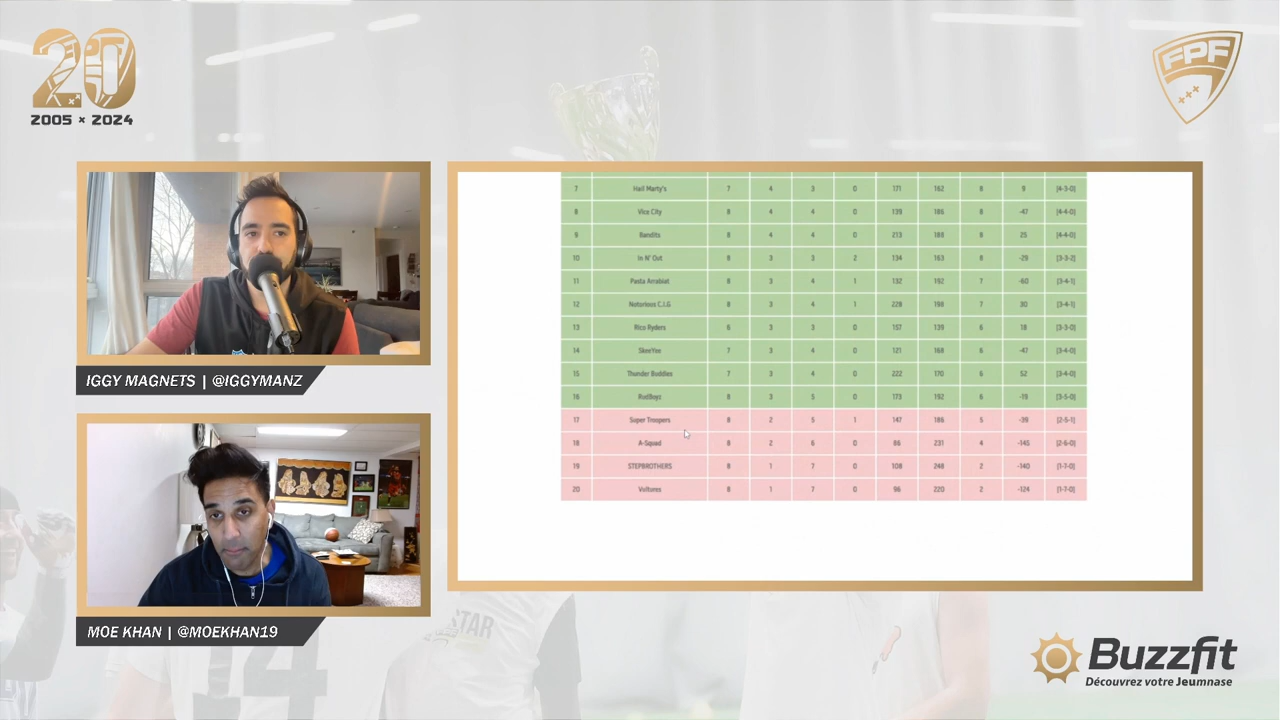 20
2005 × 2024
FPF
7 Hail Marty's 7 4 3 0 171 162 8 9 [4-3-0]
8 Vice City 8 4 4 0 139 186 8 -47 [4-4-0]
9 Bandits 8 4 4 0 213 188 8 25 [4-4-0]
10 In N' Out 8 3 3 2 134 163 8 -29 [3-3-2]
11 Pasta Arrabiat 8 3 4 1 132 192 7 -60 [3-4-1]
12 Notorious C.I.G 8 3 4 1 228 198 7 30 [3-4-1]
13 Rico Ryders 6 3 3 0 107 139 6 18 [3-3-0]
14 SkeeYee 7 3 4 0 121 168 6 -47 [3-4-0]
15 Thunder Buddies 7 3 4 0 222 170 6 52 [3-4-0]
16 RudBoyz 8 3 5 0 173 192 6 -19 [3-5-0]
17 Super Troopers 8 2 5 1 147 186 5 -39 [2-5-1]
18 A-Squad 8 2 6 0 86 231 4 -145 [2-6-0]
19 STEPBROTHERS 8 1 7 0 108 248 2 -140 [1-7-0]
20 Vultures 8 1 7 0 96 220 2 -124 [1-7-0]
IGGY MAGNETS | @IGGYMANZ
MOE KHAN | @MOEKHAN19
STAR
14
Buzzfit
Découvrez votre Jeumnase